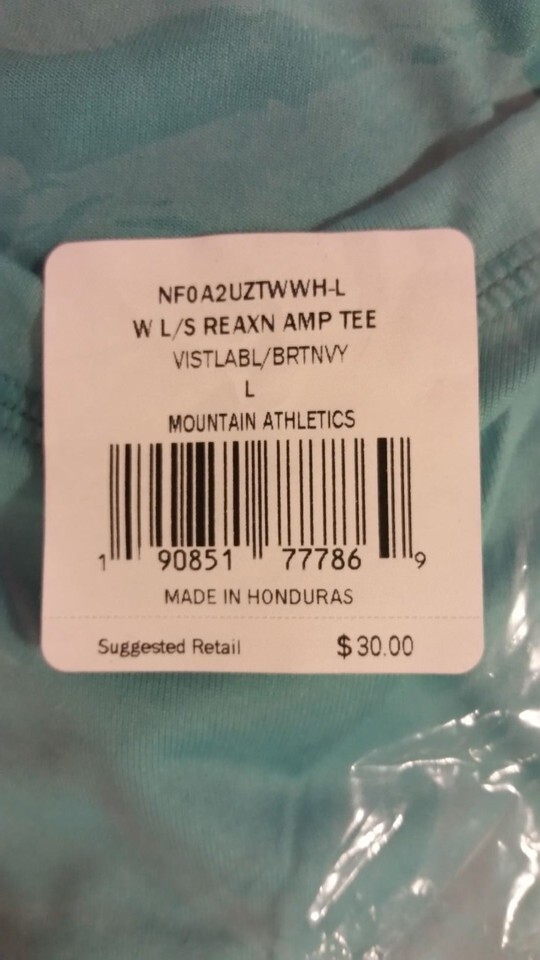 NF0A2UZTWWH-L
W L/S REAXN AMP TEE
VISTLABL/BRTNVY
L
MOUNTAIN ATHLETICS
1 90851 77786 9
MADE IN HONDURAS
Suggested Retail $30.00